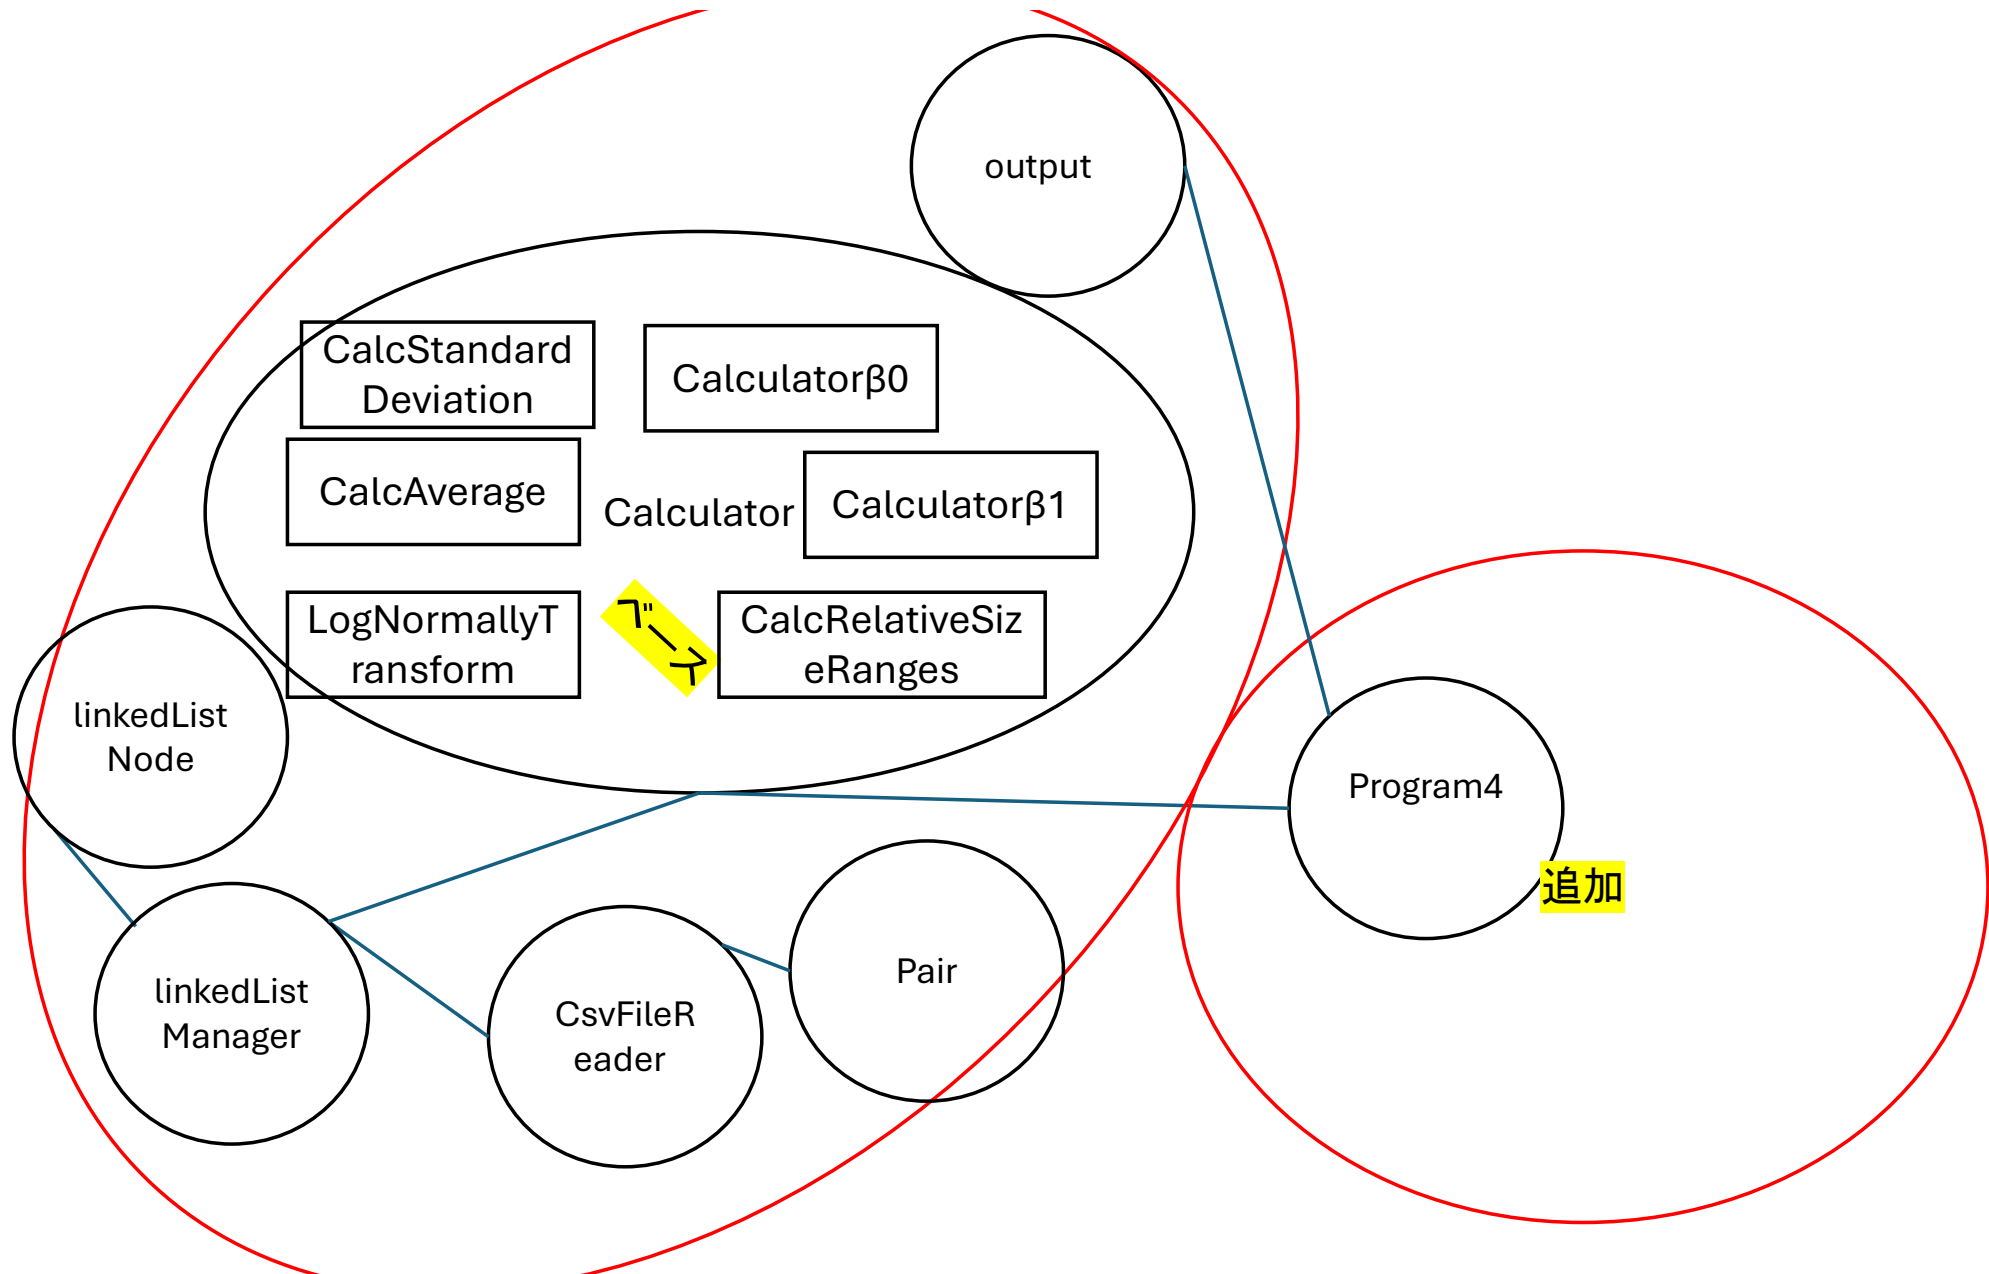 output
CalcStandard
Deviation
Calculatorβ0
CalcAverage
Calculator
Calculatorβ1
LogNormallyT
ransform
ベース
CalcRelativeSiz
eRanges
linkedList
Node
Program4
追加
linkedList
Manager
CsvFileR
eader
Pair